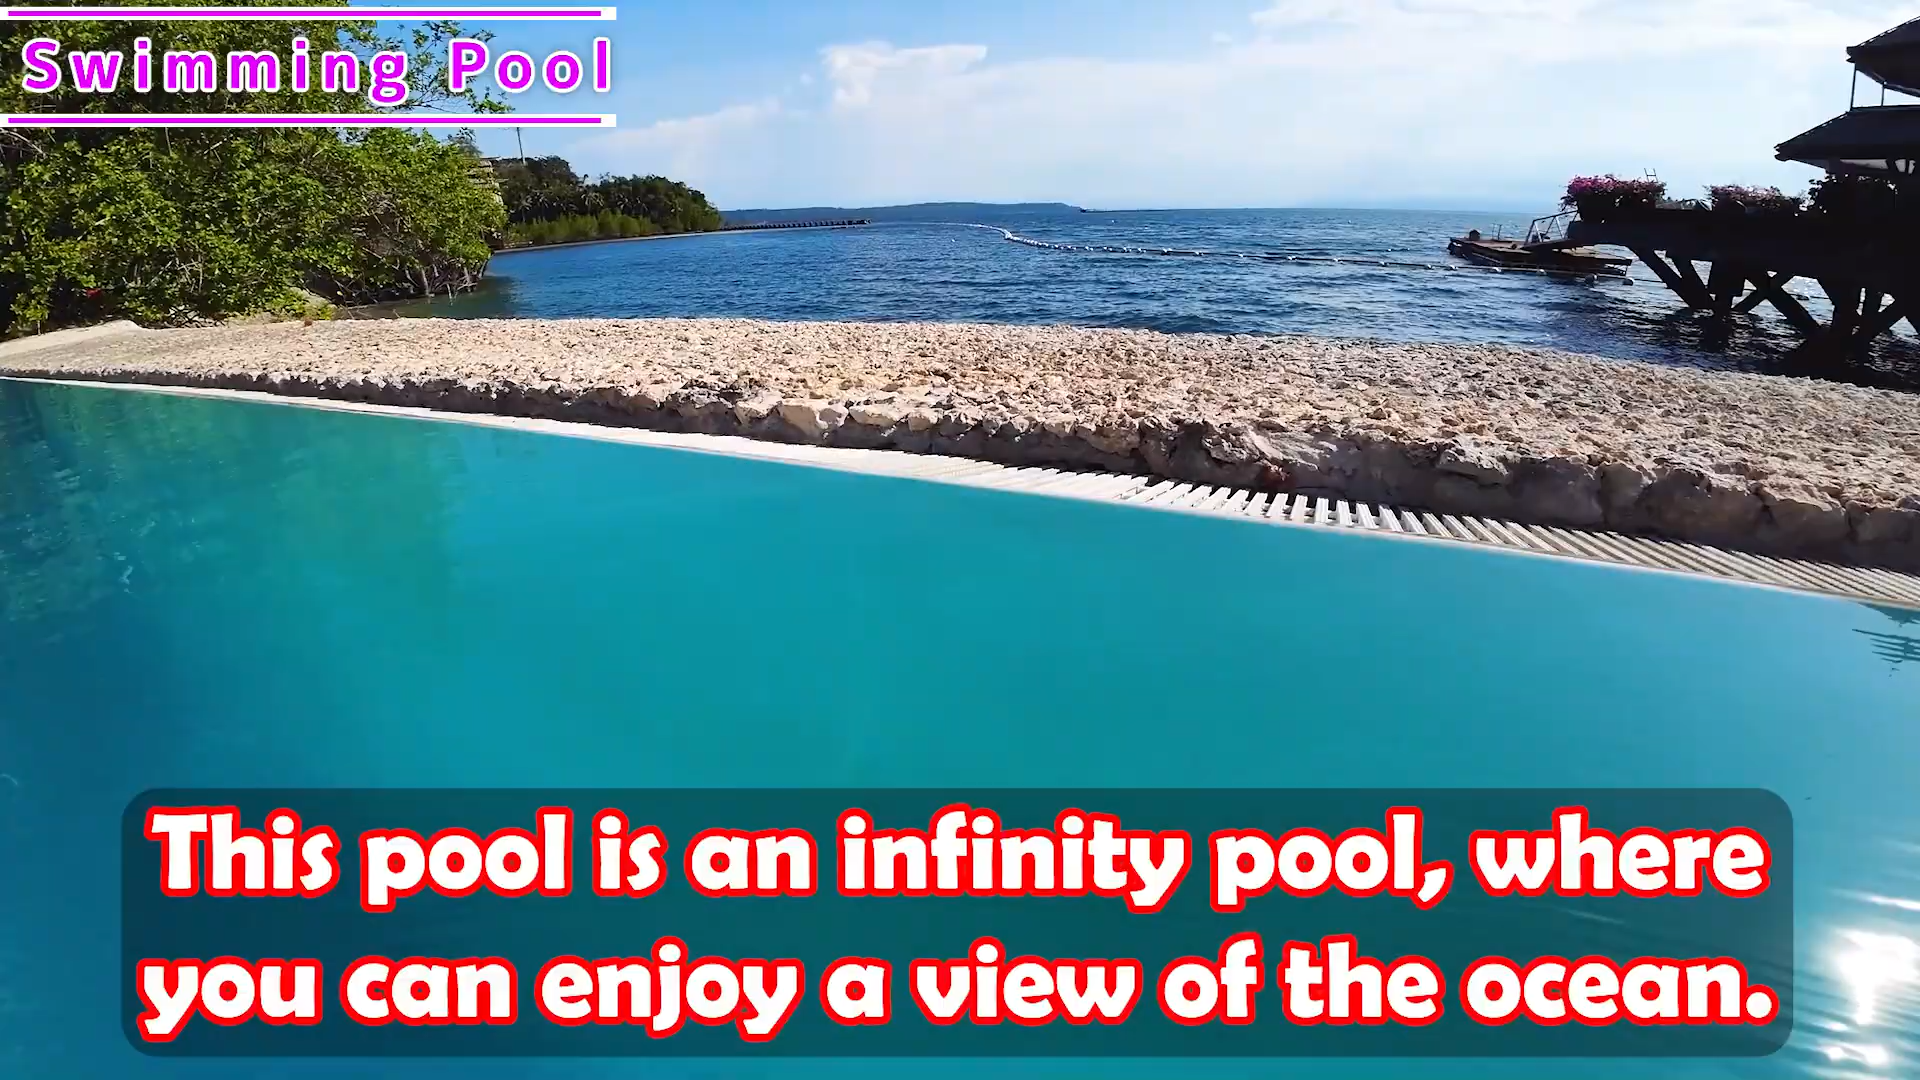 Swimming Pool
This pool is an infinity pool, where
you can enjoy a view of the ocean.